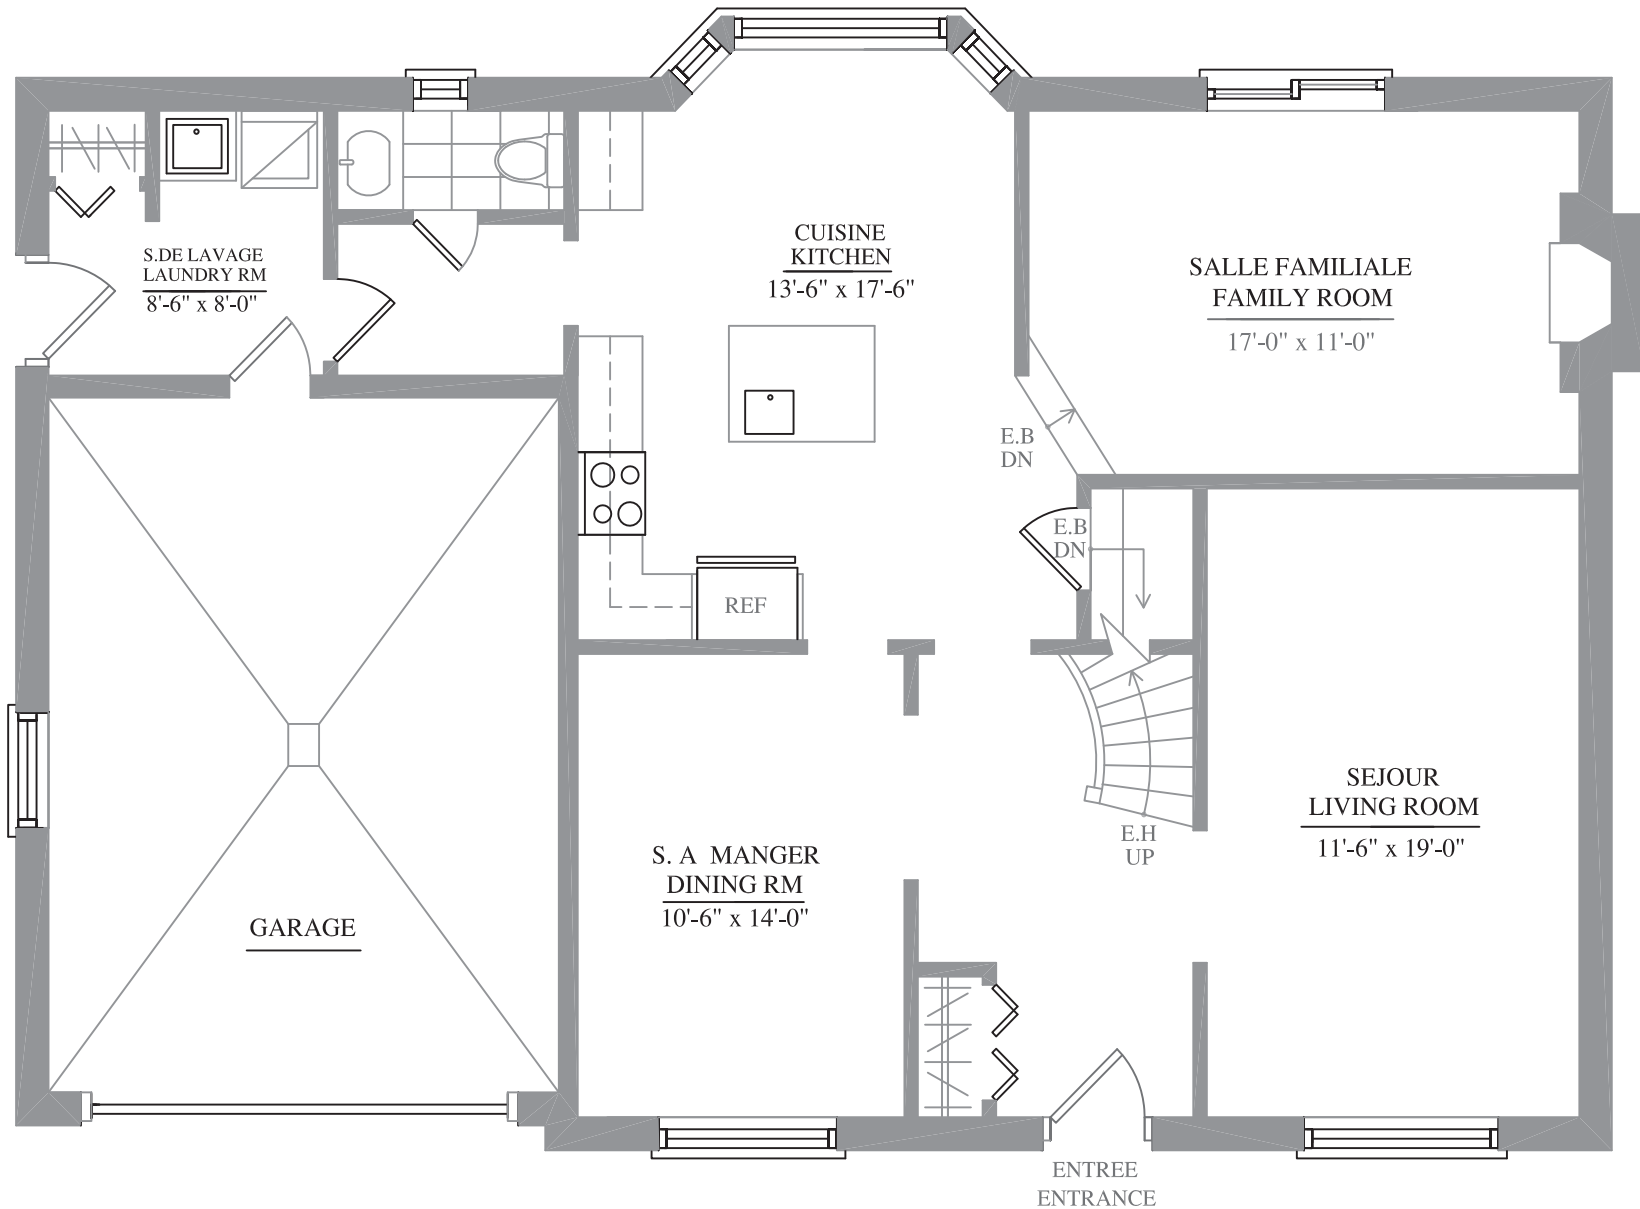 CUISINE
KITCHEN
13'-6" x 17'-6"
S.DE LAVAGE
LAUNDRY RM
8'-6" x 8'-0"
SALLE FAMILIALE
FAMILY ROOM
17'-0" x 11'-0"
E.B
DN
E.B
DN
REF
SEJOUR
LIVING ROOM
11'-6" x 19'-0"
E.H
UP
S. A MANGER
DINING RM
10'-6" x 14'-0"
GARAGE
ENTREE
ENTRANCE